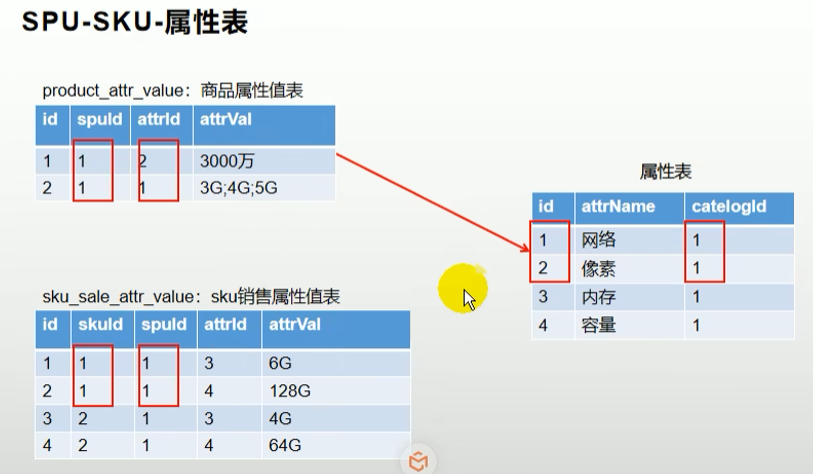 SPU-SKU-属性表
product_attr_value：商品属性值表
id spuId attrId attrVal
1 1 2 3000万
2 1 1 3G;4G;5G
属性表
id attrName catelogId
1 网络 1
2 像素 1
3 内存 1
4 容量 1
sku_sale_attr_value：sku销售属性值表
id skuId spuId attrId attrVal
1 1 1 3 6G
2 1 1 4 128G
3 2 1 3 4G
4 2 1 4 64G